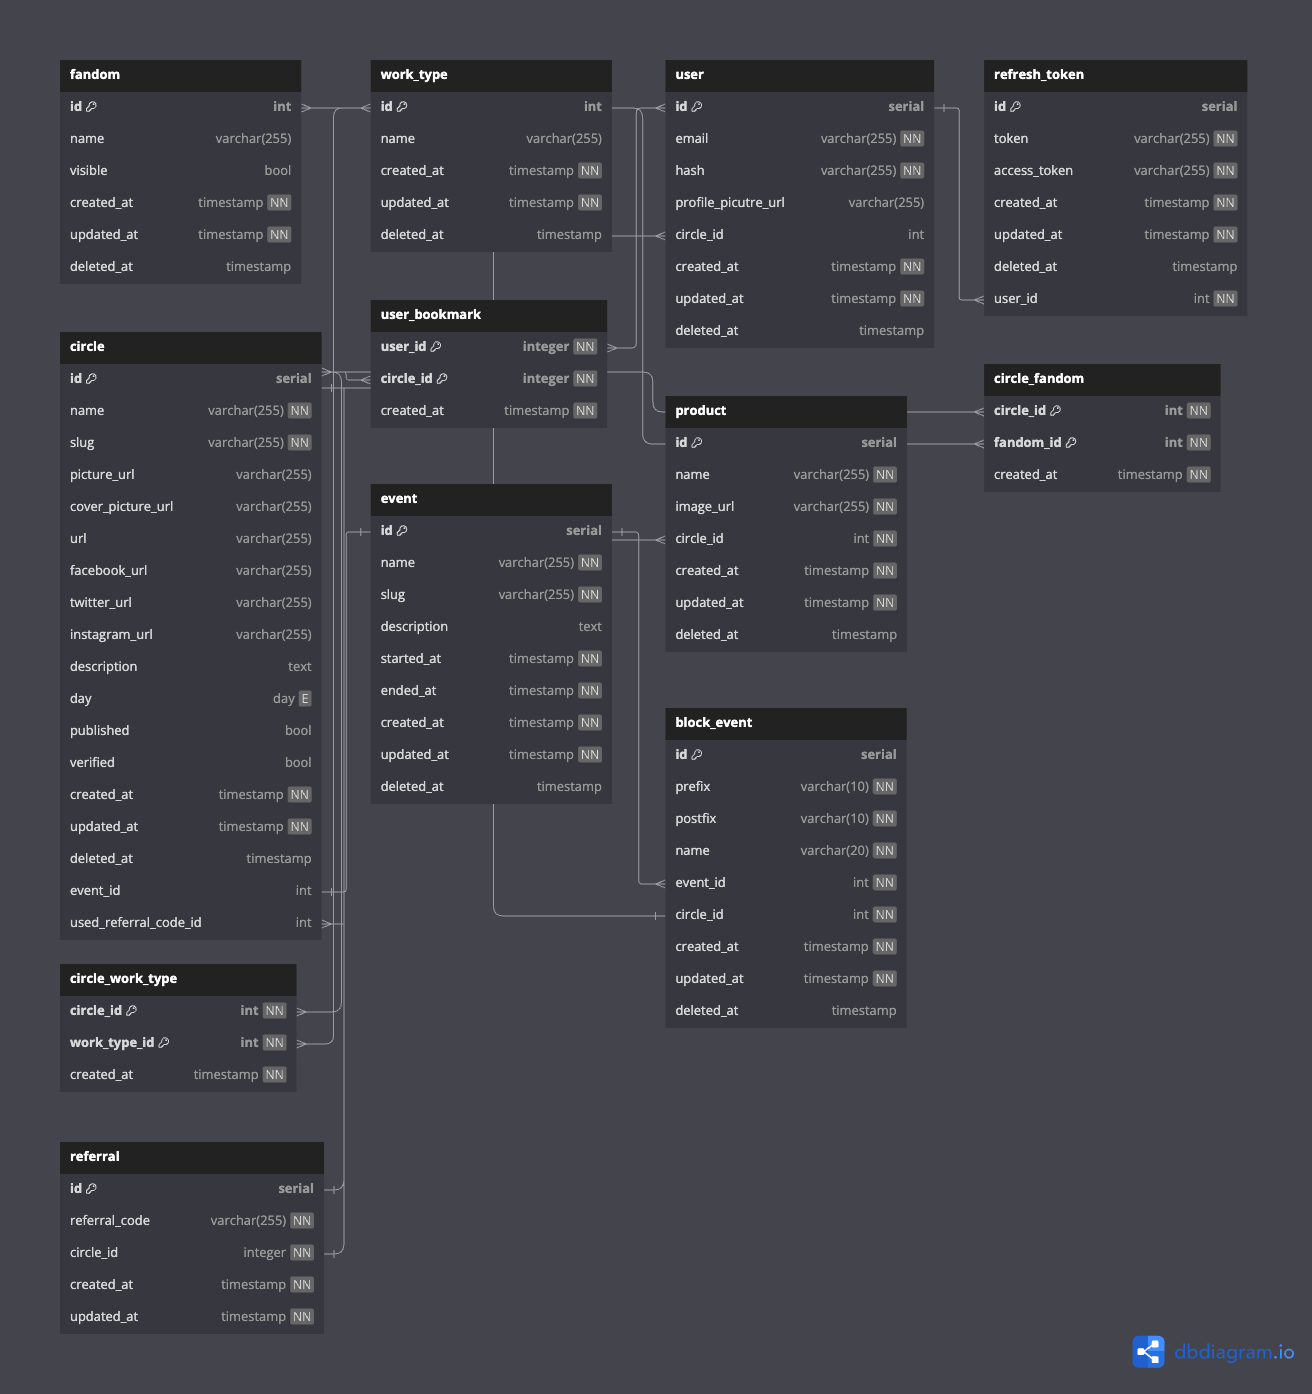 fandom
id int
name varchar(255)
visible bool
created_at timestamp NN
updated_at timestamp NN
deleted_at timestamp
work_type
id int
name varchar(255)
created_at timestamp NN
updated_at timestamp NN
deleted_at timestamp
user
id serial
email varchar(255) NN
hash varchar(255) NN
profile_picutre_url varchar(255)
circle_id int
created_at timestamp NN
updated_at timestamp NN
deleted_at timestamp
refresh_token
id serial
token varchar(255) NN
access_token varchar(255) NN
created_at timestamp NN
updated_at timestamp NN
deleted_at timestamp
user_id int NN
user_bookmark
user_id integer NN
circle_id integer NN
created_at timestamp NN
circle
id serial
name varchar(255) NN
slug varchar(255) NN
picture_url varchar(255)
cover_picture_url varchar(255)
url varchar(255)
facebook_url varchar(255)
twitter_url varchar(255)
instagram_url varchar(255)
description text
day day E
published bool
verified bool
created_at timestamp NN
updated_at timestamp NN
deleted_at timestamp
event_id int
used_referral_code_id int
product
id serial
name varchar(255) NN
image_url varchar(255) NN
circle_id int NN
created_at timestamp NN
updated_at timestamp NN
deleted_at timestamp
circle_fandom
circle_id int NN
fandom_id int NN
created_at timestamp NN
event
id serial
name varchar(255) NN
slug varchar(255) NN
description text
started_at timestamp NN
ended_at timestamp NN
created_at timestamp NN
updated_at timestamp NN
deleted_at timestamp
block_event
id serial
prefix varchar(10) NN
postfix varchar(10) NN
name varchar(20) NN
event_id int NN
circle_id int NN
created_at timestamp NN
updated_at timestamp NN
deleted_at timestamp
circle_work_type
circle_id int NN
work_type_id int NN
created_at timestamp NN
referral
id serial
referral_code varchar(255) NN
circle_id integer NN
created_at timestamp NN
updated_at timestamp NN
dbdiagram.io